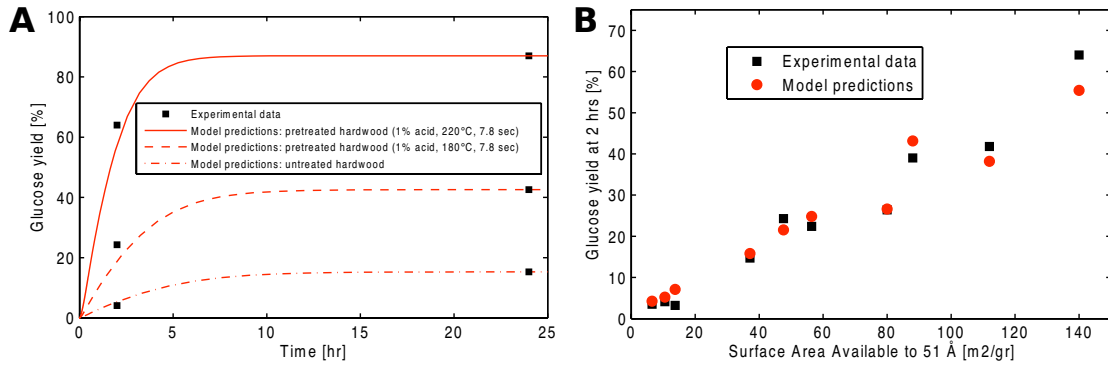 A
100
80
60
40
20
0
Glucose yield [%]
Experimental data
Model predictions: pretreated hardwood (1% acid, 220°C, 7.8 sec)
Model predictions: pretreated hardwood (1% acid, 180°C, 7.8 sec)
Model predictions: untreated hardwood
0 5 10 15 20 25
Time [hr]
B
70
60
50
40
30
20
10
0
Glucose yield at 2 hrs [%]
Experimental data
Model predictions
0 20 40 60 80 100 120 140
Surface Area Available to 51 Å [m2/gr]